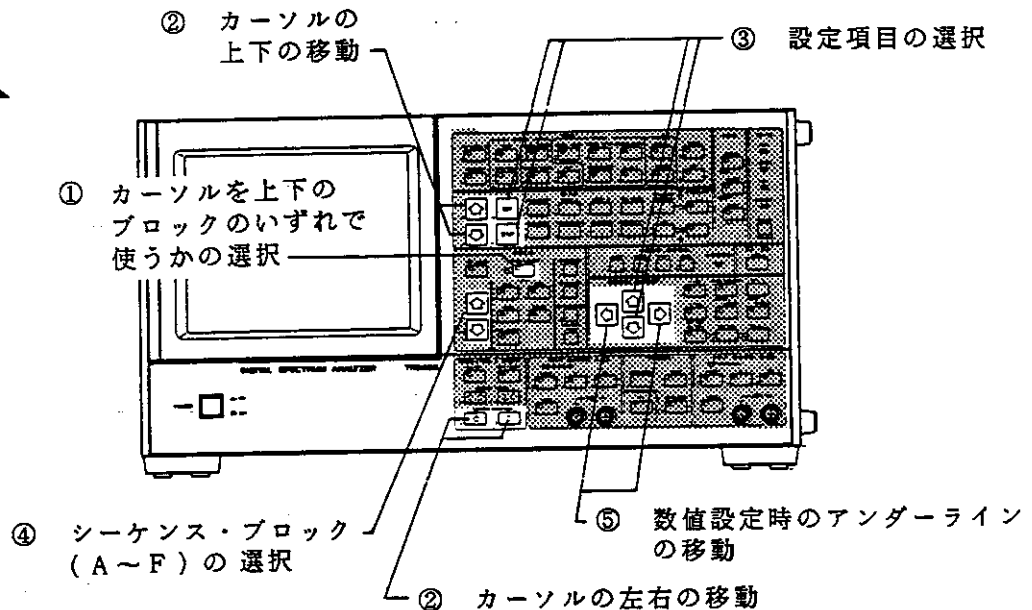 ② カーソルの
上下の移動
③ 設定項目の選択
① カーソルを上下の
ブロックのいずれで
使うかの選択
DIGITAL SPECTRUM ANALYZER
④ シーケンス・ブロック
(A~F)の選択
⑤ 数値設定時のアンダーライン
の移動
② カーソルの左右の移動